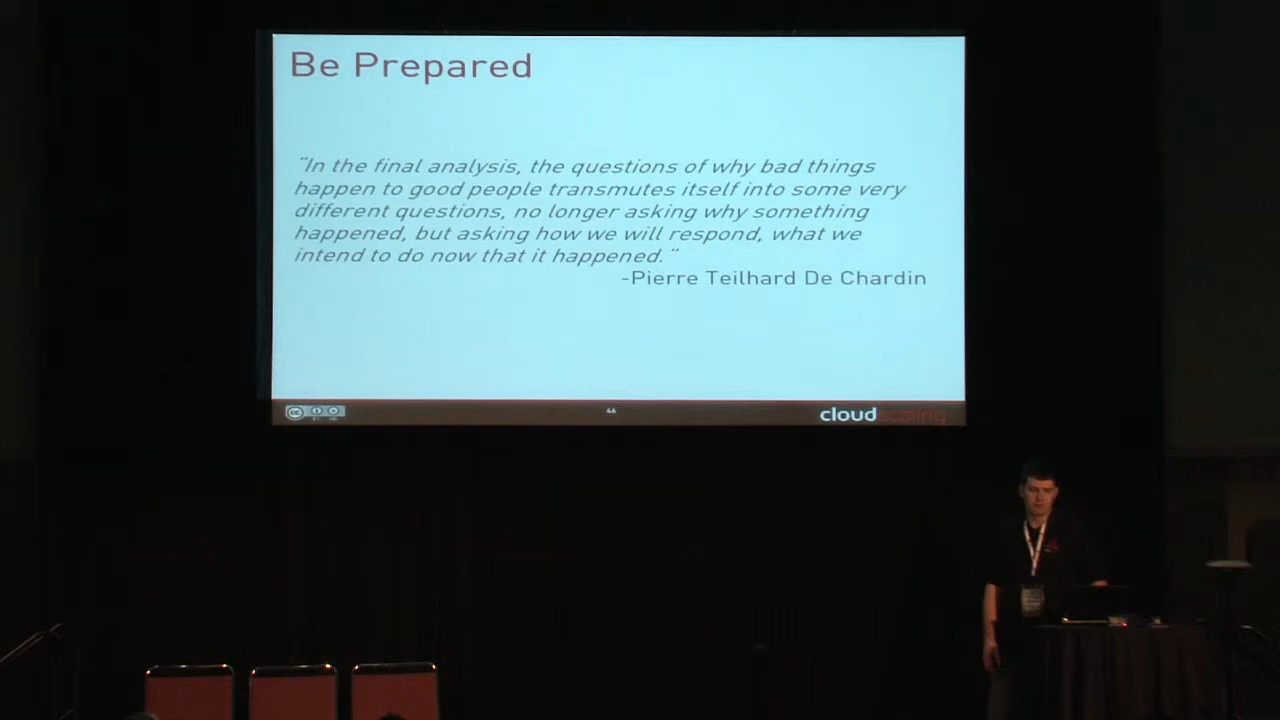 Be Prepared
"In the final analysis, the questions of why bad things
happen to good people transmutes itself into some very
different questions, no longer asking why something
happened, but asking how we will respond, what we
intend to do now that it happened."
-Pierre Teilhard De Chardin
cc
46
cloudscaling